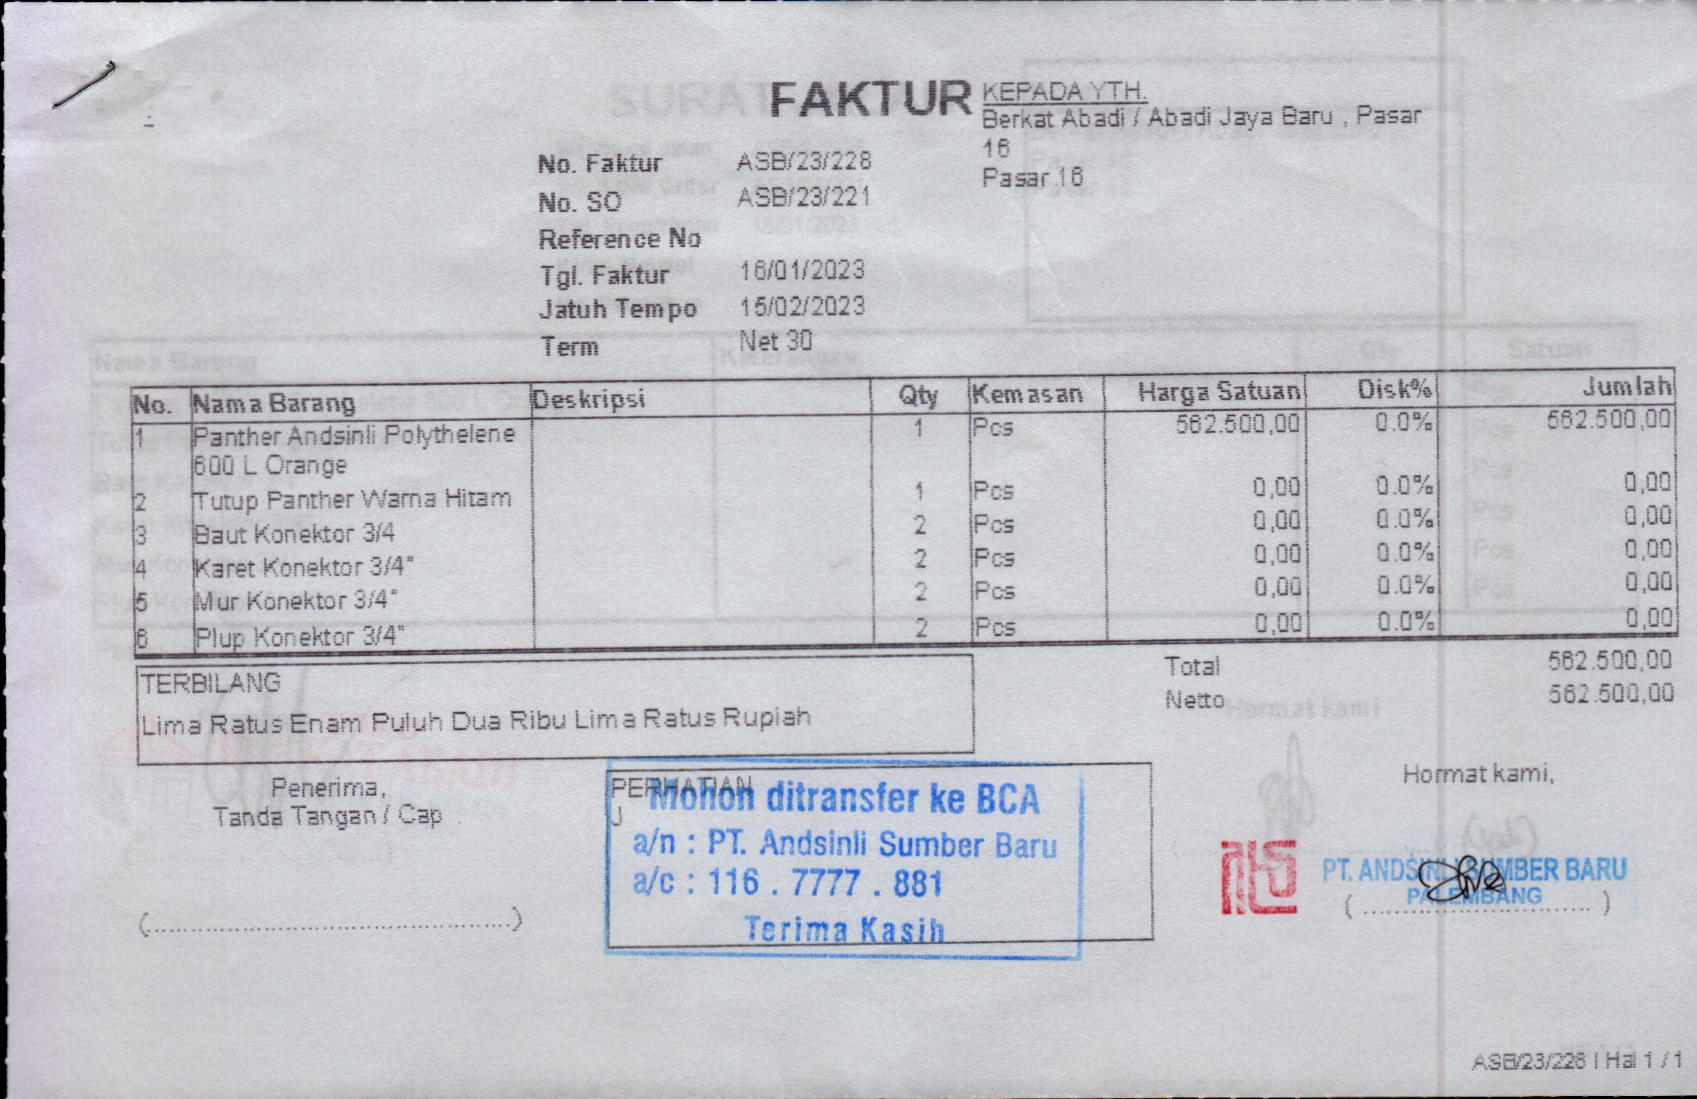 FAKTUR
KEPADA YTH.
Berkat Abadi / Abadi Jaya Baru , Pasar
16
Pasar 16
No. Faktur ASB/23/228
No. SO ASB/23/221
Reference No
Tgl. Faktur 16/01/2023
Jatuh Tempo 15/02/2023
Term Net 30
No. Nama Barang Deskripsi Qty Kemasan Harga Satuan Disk% Jumlah
1 Panther Andsinli Polythelene 1 Pcs 562.500,00 0.0% 562.500,00
600 L Orange
2 Tutup Panther Warna Hitam 1 Pcs 0,00 0.0% 0,00
3 Baut Konektor 3/4 2 Pcs 0,00 0.0% 0,00
4 Karet Konektor 3/4" 2 Pcs 0,00 0.0% 0,00
5 Mur Konektor 3/4" 2 Pcs 0,00 0.0% 0,00
6 Plup Konektor 3/4" 2 Pcs 0,00 0.0% 0,00
Total 562.500,00
Netto 562.500,00
TERBILANG
Lima Ratus Enam Puluh Dua Ribu Lima Ratus Rupiah
Penerima,
Tanda Tangan / Cap
(........................................)
PERHATIAN
J
Mohon ditransfer ke BCA
a/n : PT. Andsinli Sumber Baru
a/c : 116 . 7777 . 881
Terima Kasih
Hormat kami,
PT. ANDSINLI SUMBER BARU
PALEMBANG
( .............................. )
ASB/23/228 | Hal 1 / 1